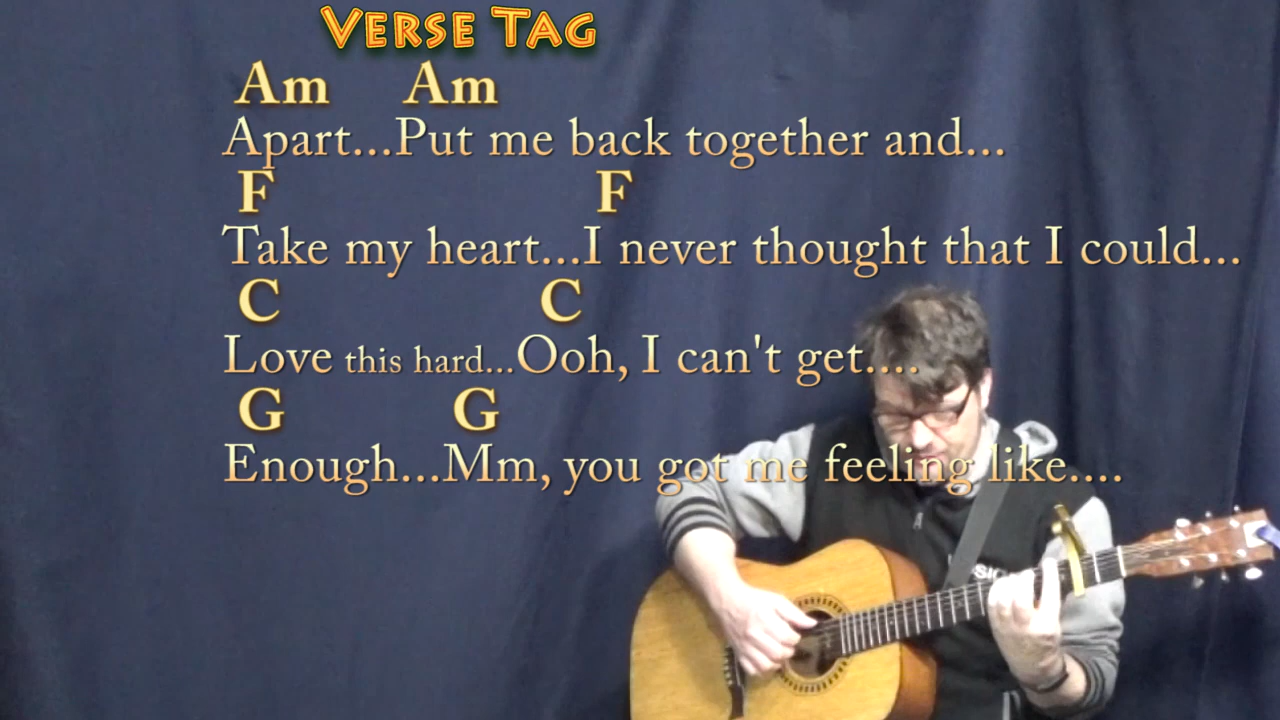 Verse Tag
Am Am
Apart...Put me back together and...
F F
Take my heart...I never thought that I could...
C C
Love this hard...Ooh, I can't get....
G G
Enough...Mm, you got me feeling like....